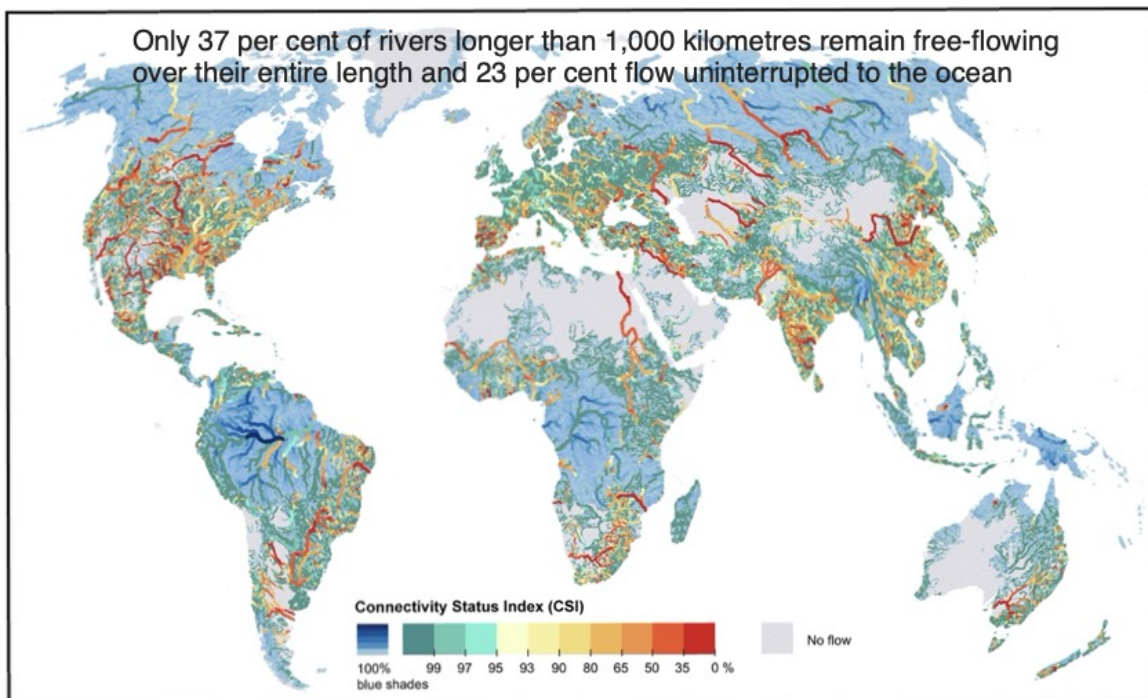 Only 37 per cent of rivers longer than 1,000 kilometres remain free-flowing
over their entire length and 23 per cent flow uninterrupted to the ocean
Connectivity Status Index (CSI)
100% 99 97 95 93 90 80 65 50 35 0 %
blue shades
No flow